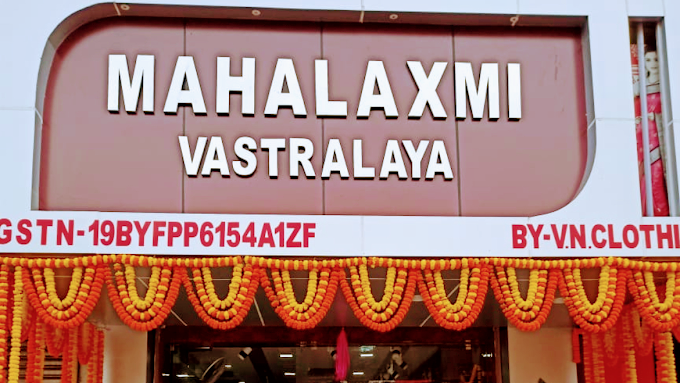 MAHALAXMI
VASTRALAYA
GSTN-19BYFPP6154A1ZF
BY-V.N.CLOTHI